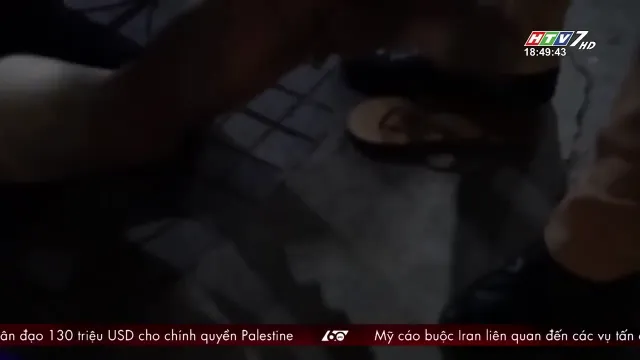 HTV7 HD
18:49:43
ân đạo 130 triệu USD cho chính quyền Palestine 60 Mỹ cáo buộc Iran liên quan đến các vụ tấn